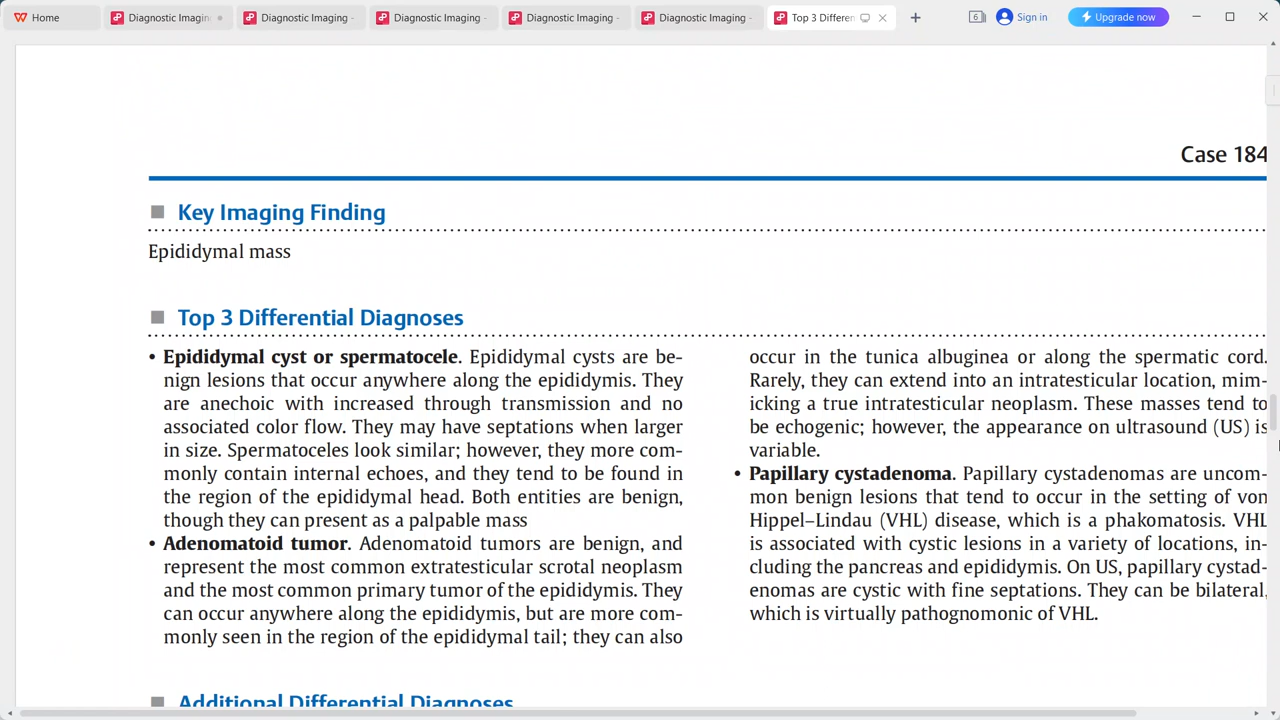 Home
Diagnostic Imaging
Diagnostic Imaging -
Diagnostic Imaging -
Diagnostic Imaging -
Diagnostic Imaging -
Top 3 Differen
6
Sign in
Upgrade now
Case 184
Key Imaging Finding
Epididymal mass
Top 3 Differential Diagnoses
• Epididymal cyst or spermatocele. Epididymal cysts are be-
nign lesions that occur anywhere along the epididymis. They
are anechoic with increased through transmission and no
associated color flow. They may have septations when larger
in size. Spermatoceles look similar; however, they more com-
monly contain internal echoes, and they tend to be found in
the region of the epididymal head. Both entities are benign,
though they can present as a palpable mass
• Adenomatoid tumor. Adenomatoid tumors are benign, and
represent the most common extratesticular scrotal neoplasm
and the most common primary tumor of the epididymis. They
can occur anywhere along the epididymis, but are more com-
monly seen in the region of the epididymal tail; they can also
occur in the tunica albuginea or along the spermatic cord.
Rarely, they can extend into an intratesticular location, mim-
icking a true intratesticular neoplasm. These masses tend to
be echogenic; however, the appearance on ultrasound (US) is
variable.
• Papillary cystadenoma. Papillary cystadenomas are uncom-
mon benign lesions that tend to occur in the setting of von
Hippel–Lindau (VHL) disease, which is a phakomatosis. VHL
is associated with cystic lesions in a variety of locations, in-
cluding the pancreas and epididymis. On US, papillary cystad-
enomas are cystic with fine septations. They can be bilateral,
which is virtually pathognomonic of VHL.
Additional Differential Diagnoses